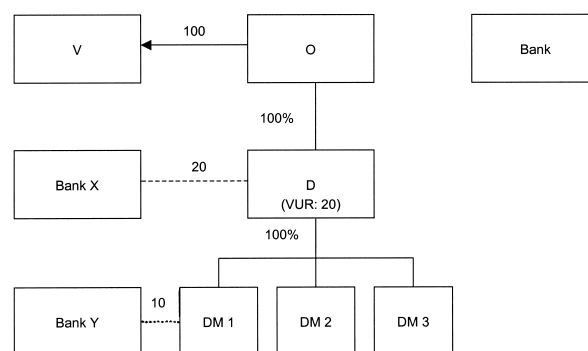 100
V
O
Bank
100%
20
Bank X
D
(VUR: 20)
100%
10
Bank Y
DM 1
DM 2
DM 3